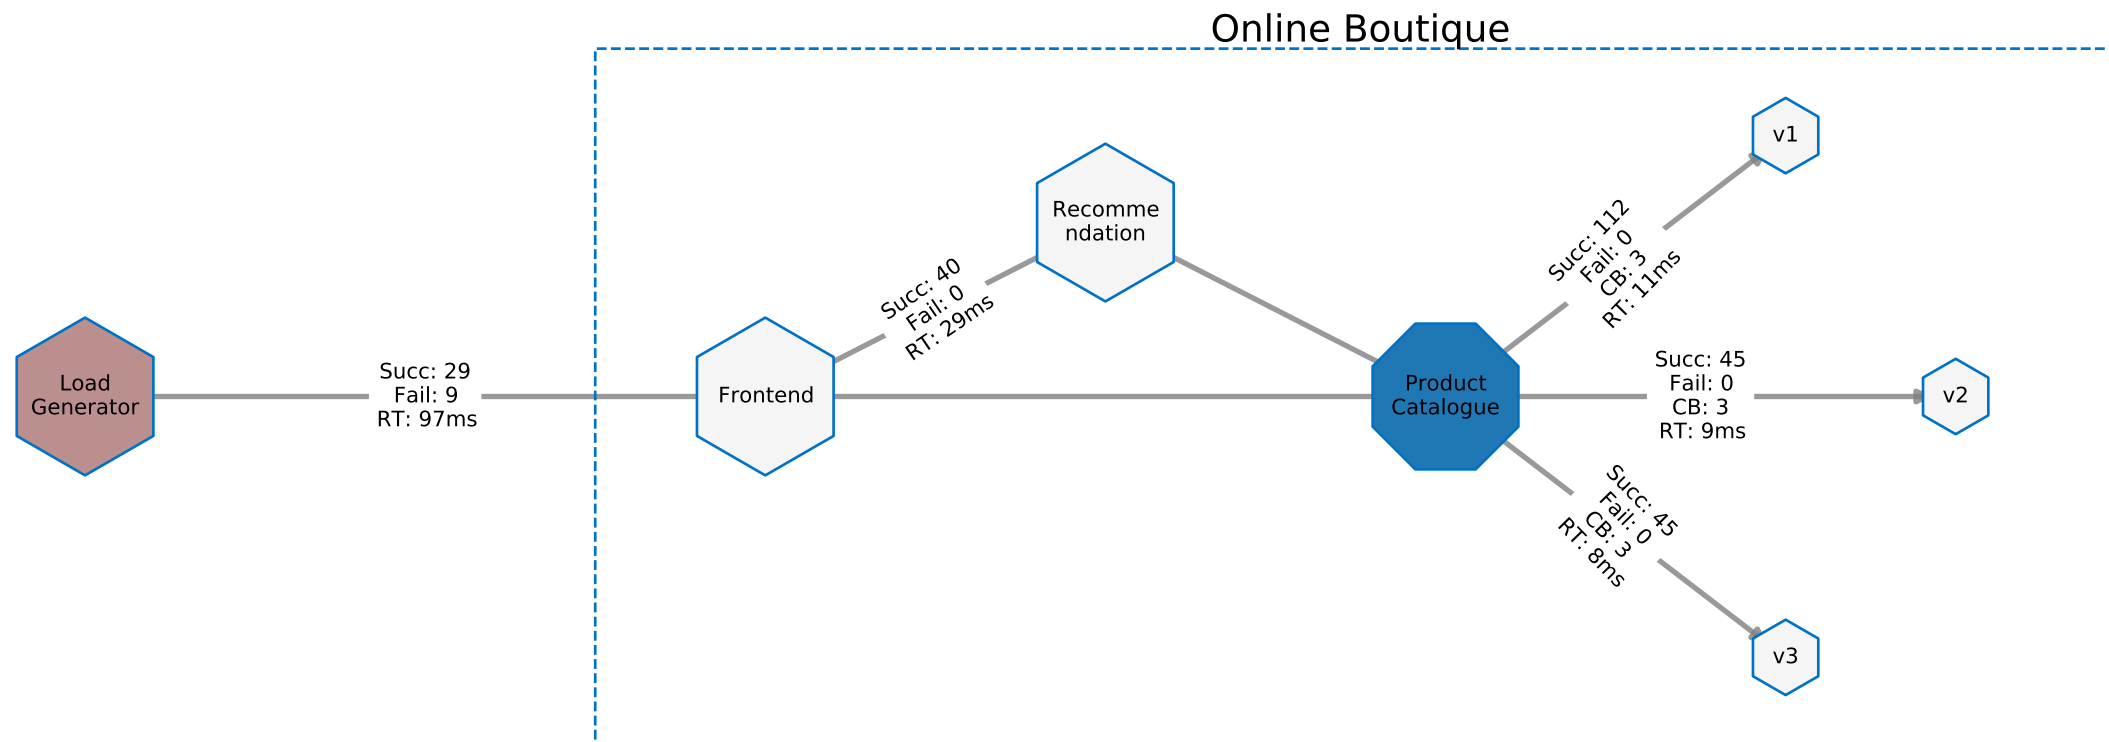 Online Boutique
Load
Generator
Succ: 29
Fail: 9
RT: 97ms
Frontend
Succ: 40
Fail: 0
RT: 29ms
Recomme
ndation
Product
Catalogue
Succ: 112
Fail: 0
CB: 3
RT: 11ms
v1
Succ: 45
Fail: 0
CB: 3
RT: 9ms
v2
Succ: 45
Fail: 0
CB: 3
RT: 8ms
v3